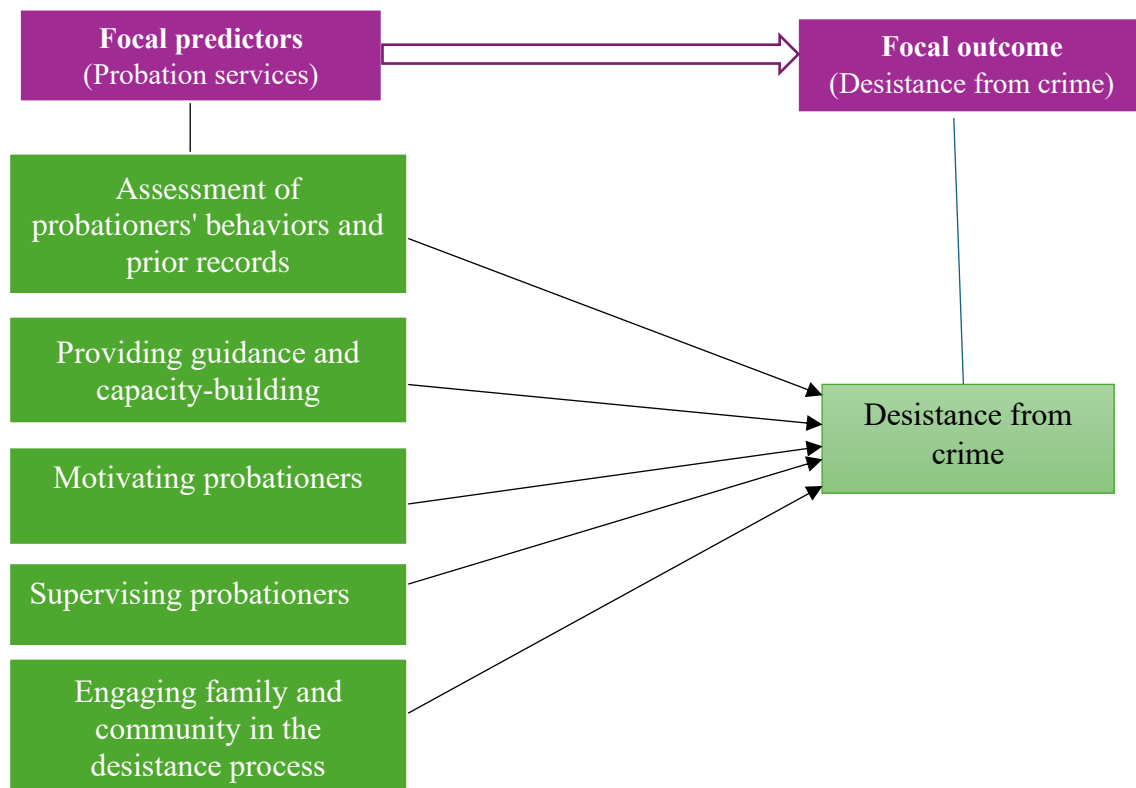 Focal predictors
(Probation services)
Focal outcome
(Desistance from crime)
Assessment of
probationers' behaviors and
prior records
Providing guidance and
capacity-building
Motivating probationers
Supervising probationers
Engaging family and
community in the
desistance process
Desistance from
crime